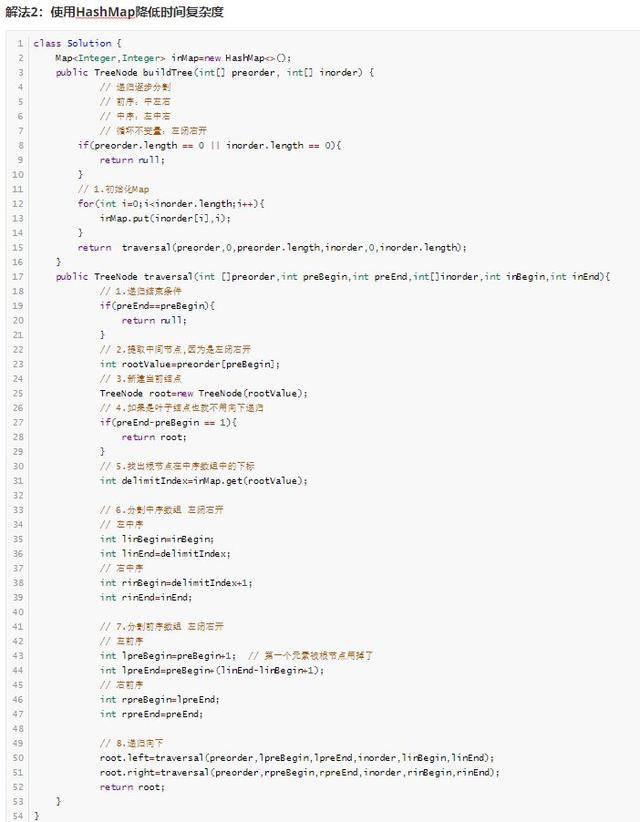 解法2：使用HashMap降低时间复杂度
1 class Solution {
2 Map<Integer,Integer> inMap=new HashMap<>();
3 public TreeNode buildTree(int[] preorder, int[] inorder) {
4 // 递归逐步分割
5 // 前序：中左右
6 // 中序：左中右
7 // 循环不变量：左闭右开
8 if(preorder.length == 0 || inorder.length == 0){
9 return null;
10 }
11 // 1.初始化Map
12 for(int i=0;i<inorder.length;i++){
13 inMap.put(inorder[i],i);
14 }
15 return  traversal(preorder,0,preorder.length,inorder,0,inorder.length);
16 }
17 public TreeNode traversal(int []preorder,int preBegin,int preEnd,int[]inorder,int inBegin,int inEnd){
18 // 1.递归结束条件
19 if(preEnd==preBegin){
20 return null;
21 }
22 // 2.提取中间节点,因为是左闭右开
23 int rootValue=preorder[preBegin];
24 // 3.新建当前结点
25 TreeNode root=new TreeNode(rootValue);
26 // 4.如果是叶子结点也就不用向下递归
27 if(preEnd-preBegin == 1){
28 return root;
29 }
30 // 5.找出根节点在中序数组中的下标
31 int delimitIndex=inMap.get(rootValue);
32
33 // 6.分割中序数组 左闭右开
34 // 左中序
35 int linBegin=inBegin;
36 int linEnd=delimitIndex;
37 // 右中序
38 int rinBegin=delimitIndex+1;
39 int rinEnd=inEnd;
40
41 // 7.分割前序数组 左闭右开
42 // 左前序
43 int lpreBegin=preBegin+1;  // 第一个元素被根节点用掉了
44 int lpreEnd=preBegin+(linEnd-linBegin+1);
45 // 右前序
46 int rpreBegin=lpreEnd;
47 int rpreEnd=preEnd;
48
49 // 8.递归向下
50 root.left=traversal(preorder,lpreBegin,lpreEnd,inorder,linBegin,linEnd);
51 root.right=traversal(preorder,rpreBegin,rpreEnd,inorder,rinBegin,rinEnd);
52 return root;
53 }
54 }